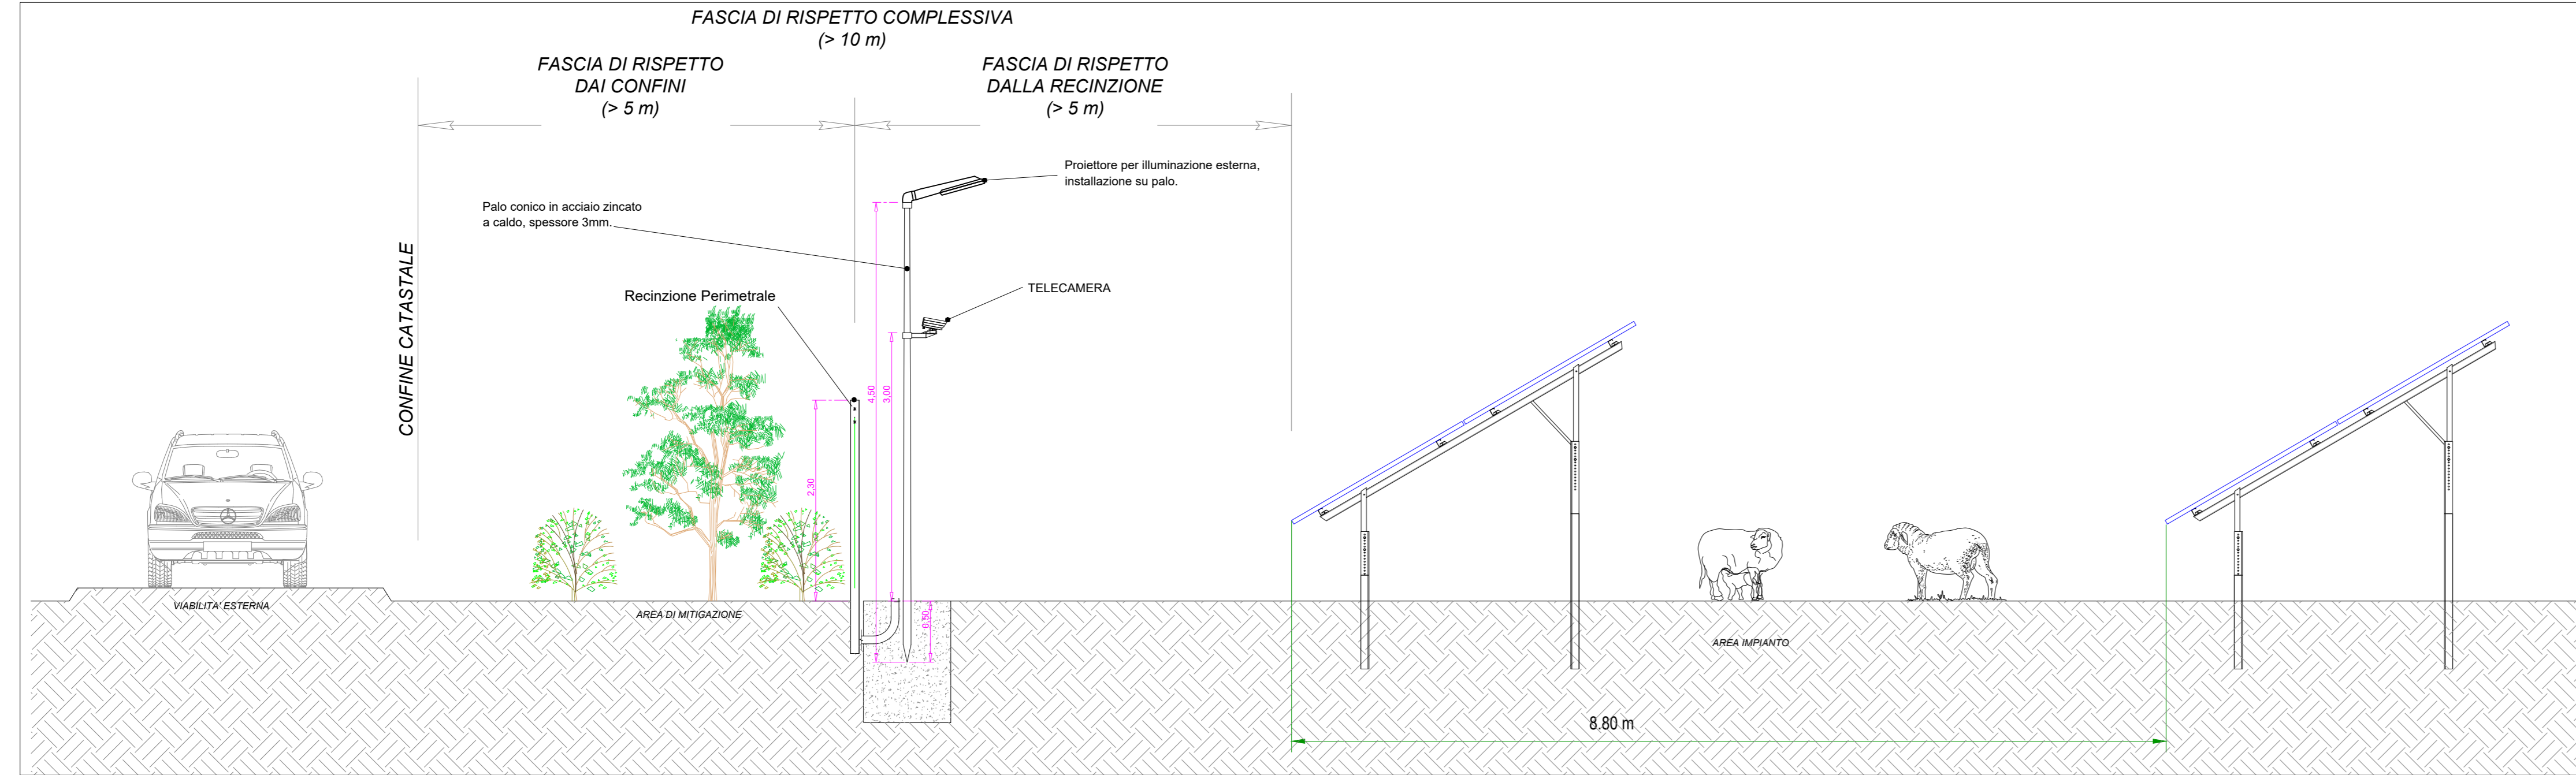 FASCIA DI RISPETTO COMPLESSIVA
(> 10 m)
FASCIA DI RISPETTO
DAI CONFINI
(> 5 m)
FASCIA DI RISPETTO
DALLA RECINZIONE
(> 5 m)
Proiettore per illuminazione esterna,
installazione su palo.
Palo conico in acciaio zincato
a caldo, spessore 3mm.
CONFINE CATASTALE
Recinzione Perimetrale
TELECAMERA
4,50
3,00
2,30
0,50
VIABILITA' ESTERNA
AREA DI MITIGAZIONE
AREA IMPIANTO
8.80 m